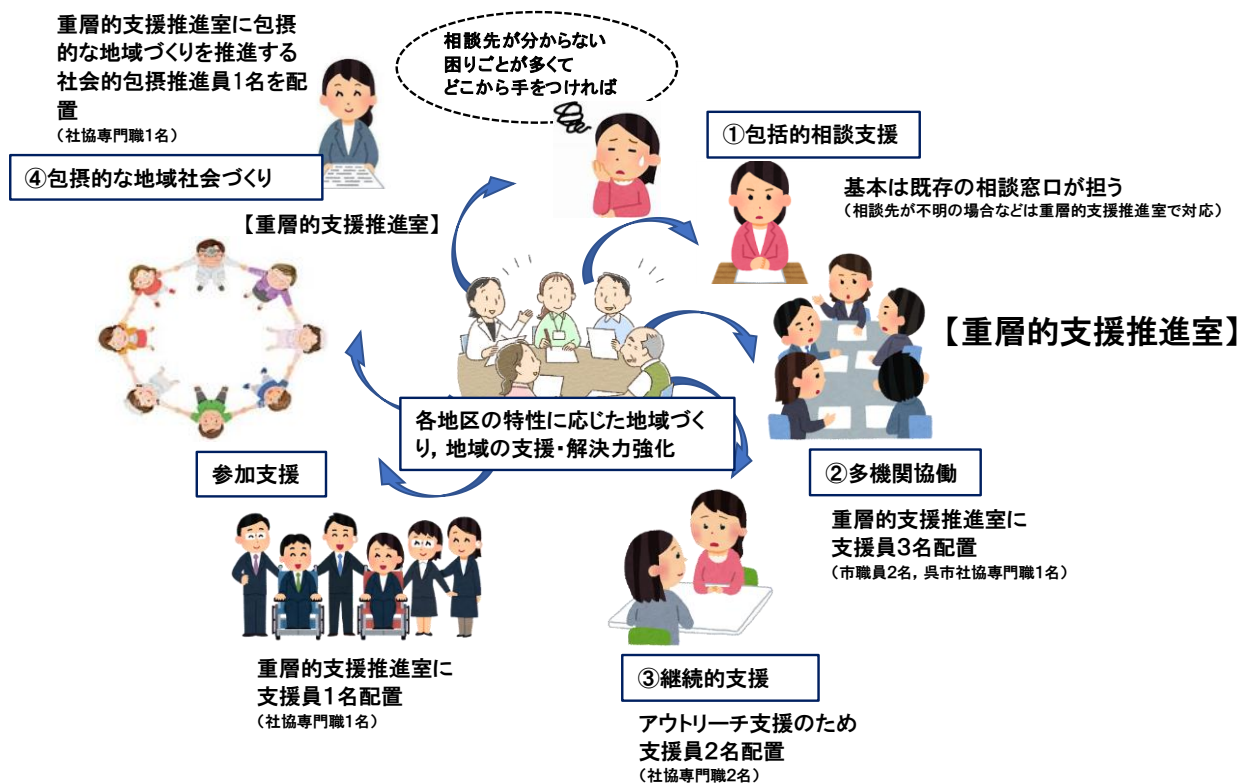 重層的支援推進室に包摂
的な地域づくりを推進する
社会的包摂推進員1名を配
置
（社協専門職1名）
④包摂的な地域社会づくり
【重層的支援推進室】
相談先が分からない
困りごとが多くて
どこから手をつければ
①包括的相談支援
基本は既存の相談窓口が担う
（相談先が不明の場合などは重層的支援推進室で対応）
【重層的支援推進室】
②多機関協働
重層的支援推進室に
支援員3名配置
（市職員2名，呉市社協専門職1名）
各地区の特性に応じた地域づく
り，地域の支援・解決力強化
参加支援
重層的支援推進室に
支援員1名配置
（社協専門職1名）
③継続的支援
アウトリーチ支援のため
支援員2名配置
（社協専門職2名）